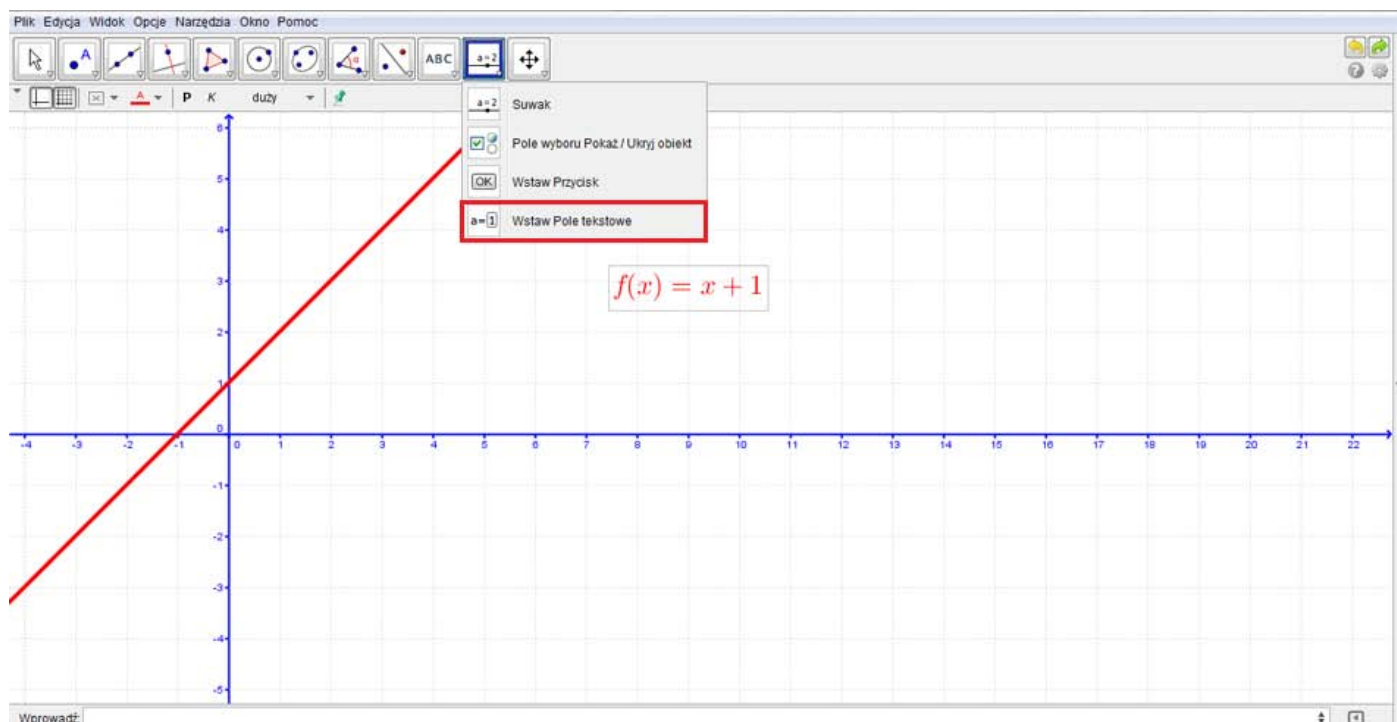 Plik Edycja Widok Opcje Narzędzia Okno Pomoc
A α ABC a=2
A P K duży
a=2 Suwak
Pole wyboru Pokaż / Ukryj obiekt
OK Wstaw Przycisk
a=1 Wstaw Pole tekstowe
f(x) = x + 1
6
5
4
3
2
1
0
-4 -3 -2 -1 0 1 2 3 4 5 6 7 8 9 10 11 12 13 14 15 16 17 18 19 20 21 22
-1
-2
-3
-4
-5
Wprowadź: